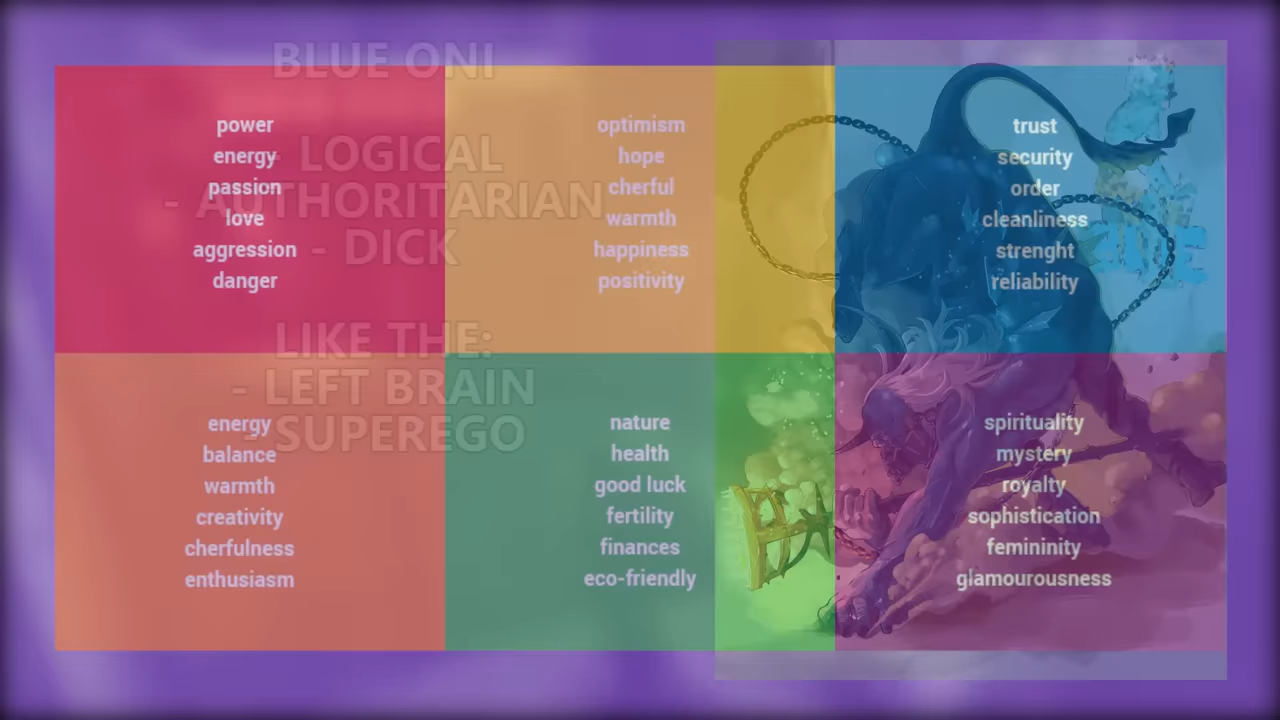 BLUE ONI
- LOGICAL
- AUTHORITARIAN
- DICK
LIKE THE:
- LEFT BRAIN
- SUPEREGO
power
energy
passion
love
aggression
danger
optimism
hope
cherful
warmth
happiness
positivity
trust
security
order
cleanliness
strenght
reliability
energy
balance
warmth
creativity
cherfulness
enthusiasm
nature
health
good luck
fertility
finances
eco-friendly
spirituality
mystery
royalty
sophistication
femininity
glamourousness